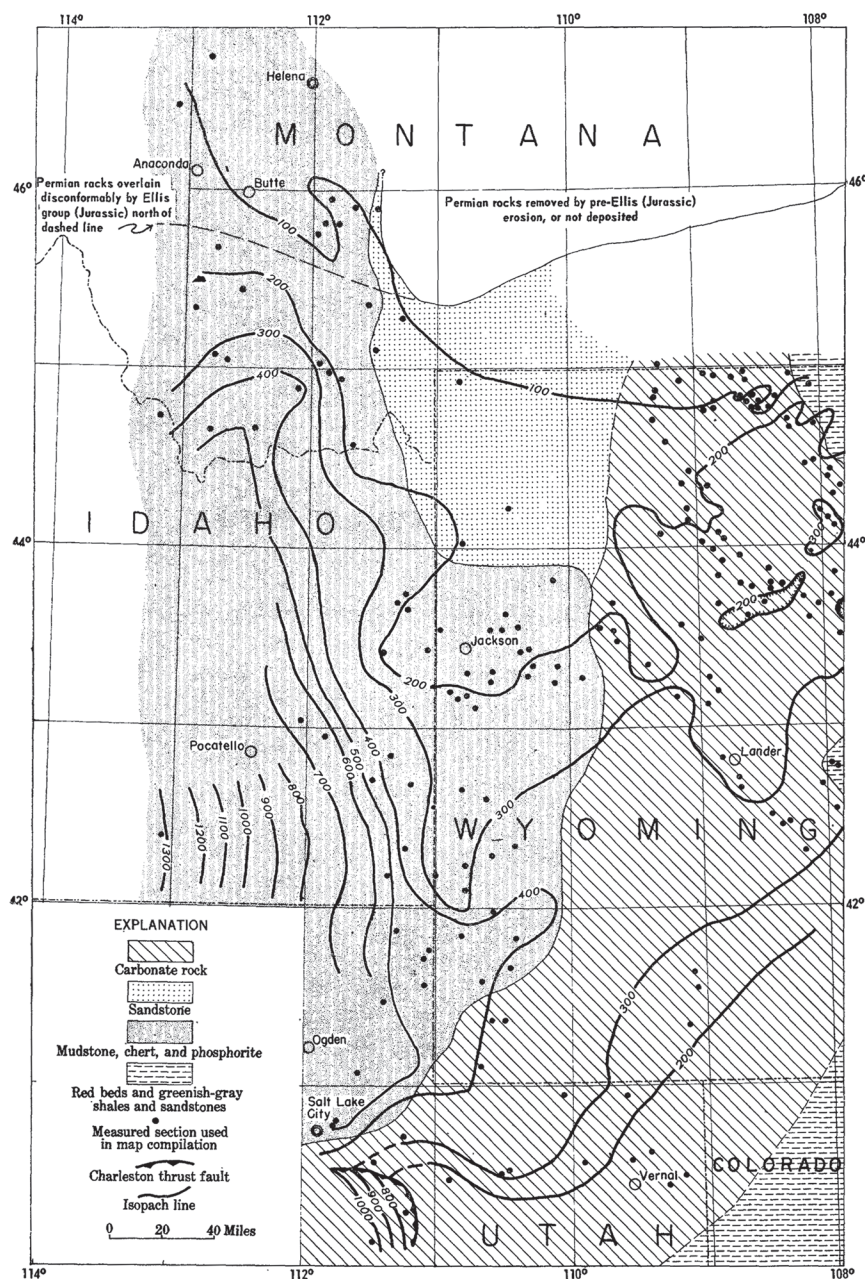 114°
112°
110°
108°
Helena
MONTANA
Anaconda
46°
Butte
46°
Permian rocks overlain
disconformably by Ellis
group (Jurassic) north of
dashed line
?
Permian rocks removed by pre-Ellis (Jurassic)
erosion, or not deposited
100
200
300
400
100
200
300
200
IDAHO
44°
44°
Jackson
200
300
Pocatello
400
500
600
700
800
900
1000
1100
1200
1300
Lander
300
WYOMING
42°
42°
400
EXPLANATION
Carbonate rock
Sandstone
Mudstone, chert, and phosphorite
Red beds and greenish-gray
shales and sandstones
Measured section used
in map compilation
Charleston thrust fault
Isopach line
0 20 40 Miles
Ogden
Salt Lake
City
300
200
Vernal
COLORADO
800
900
1000
UTAH
114°
112°
110°
108°